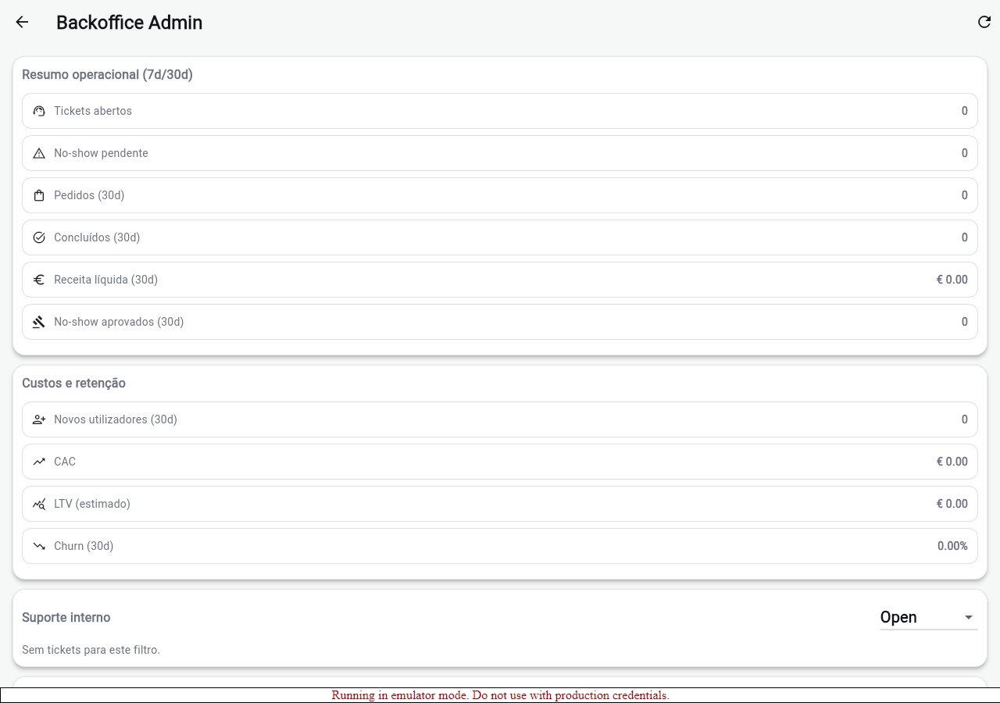 Backoffice Admin
Resumo operacional (7d/30d)
Tickets abertos 0
No-show pendente 0
Pedidos (30d) 0
Concluídos (30d) 0
Receita líquida (30d) € 0.00
No-show aprovados (30d) 0
Custos e retenção
Novos utilizadores (30d) 0
CAC € 0.00
LTV (estimado) € 0.00
Churn (30d) 0.00%
Suporte interno Open
Sem tickets para este filtro.
Running in emulator mode. Do not use with production credentials.